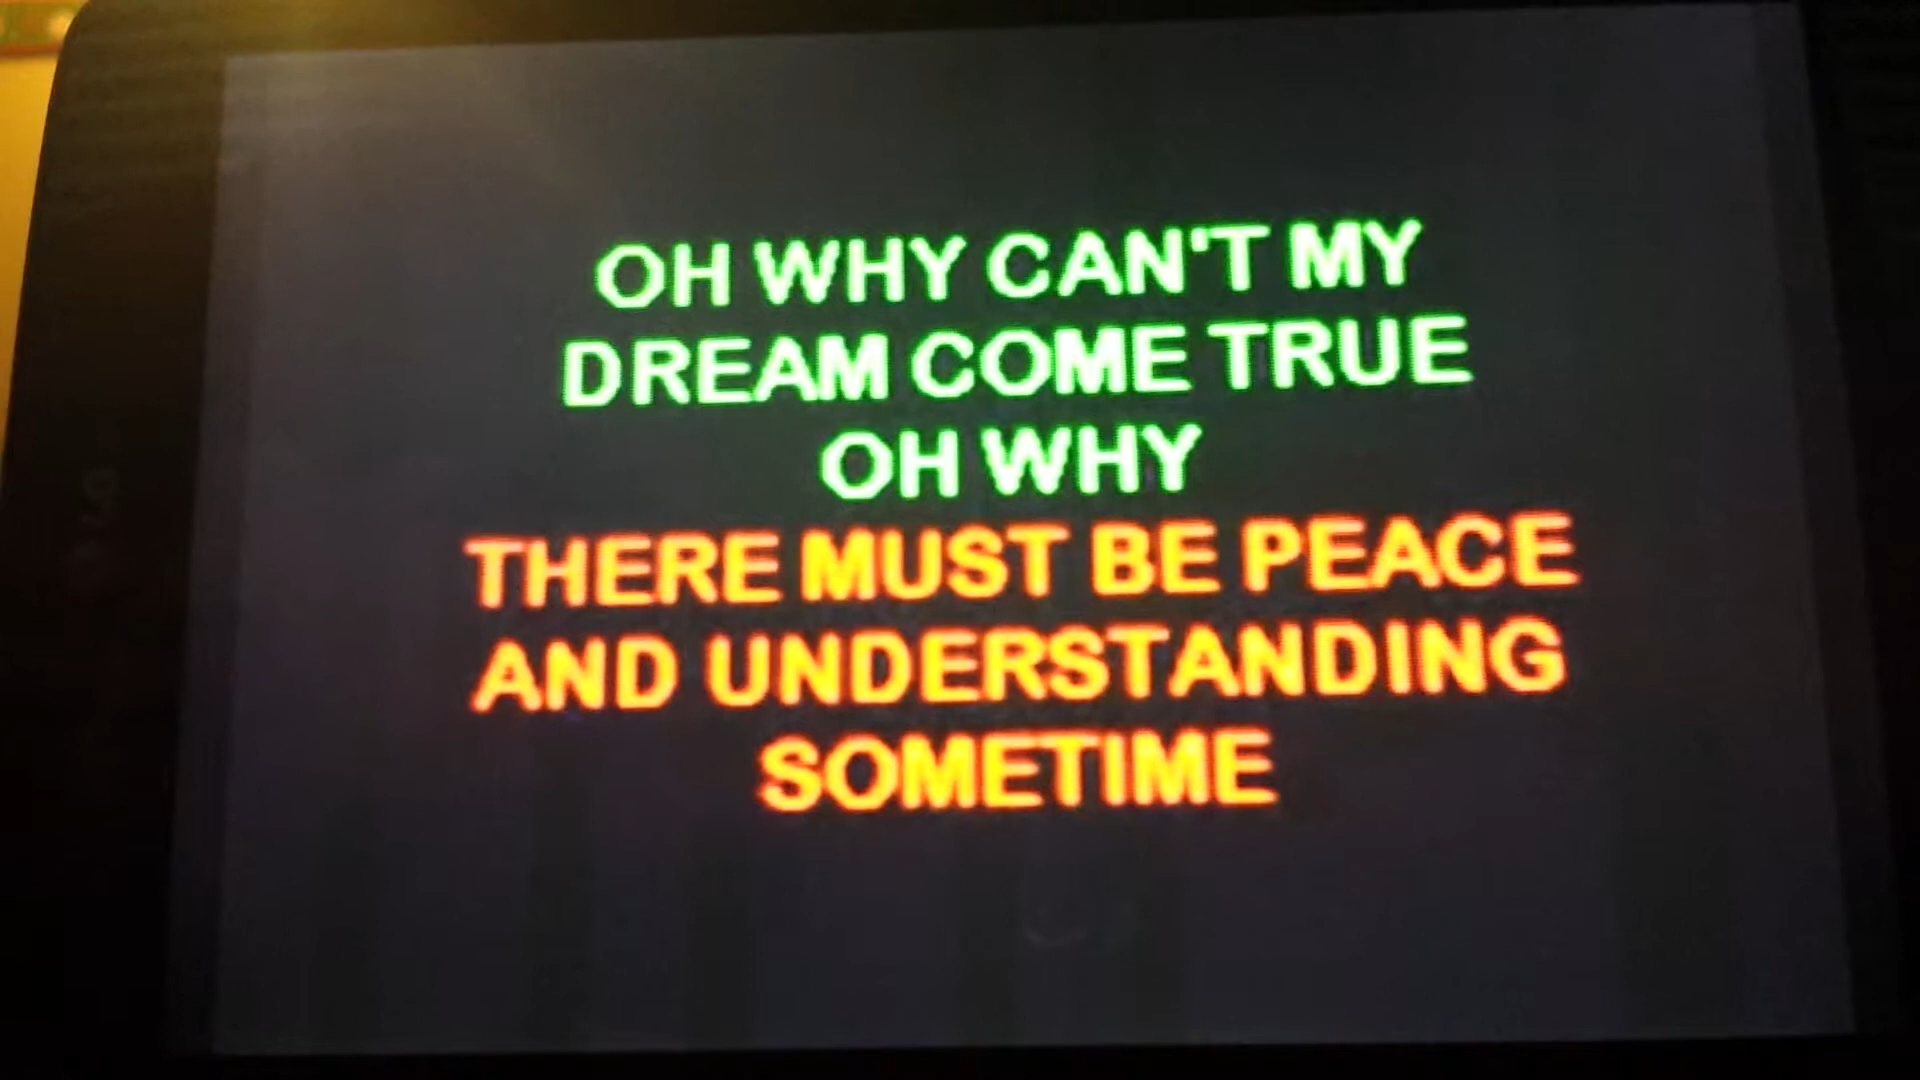 OH WHY CAN'T MY
DREAM COME TRUE
OH WHY
THERE MUST BE PEACE
AND UNDERSTANDING
SOMETIME